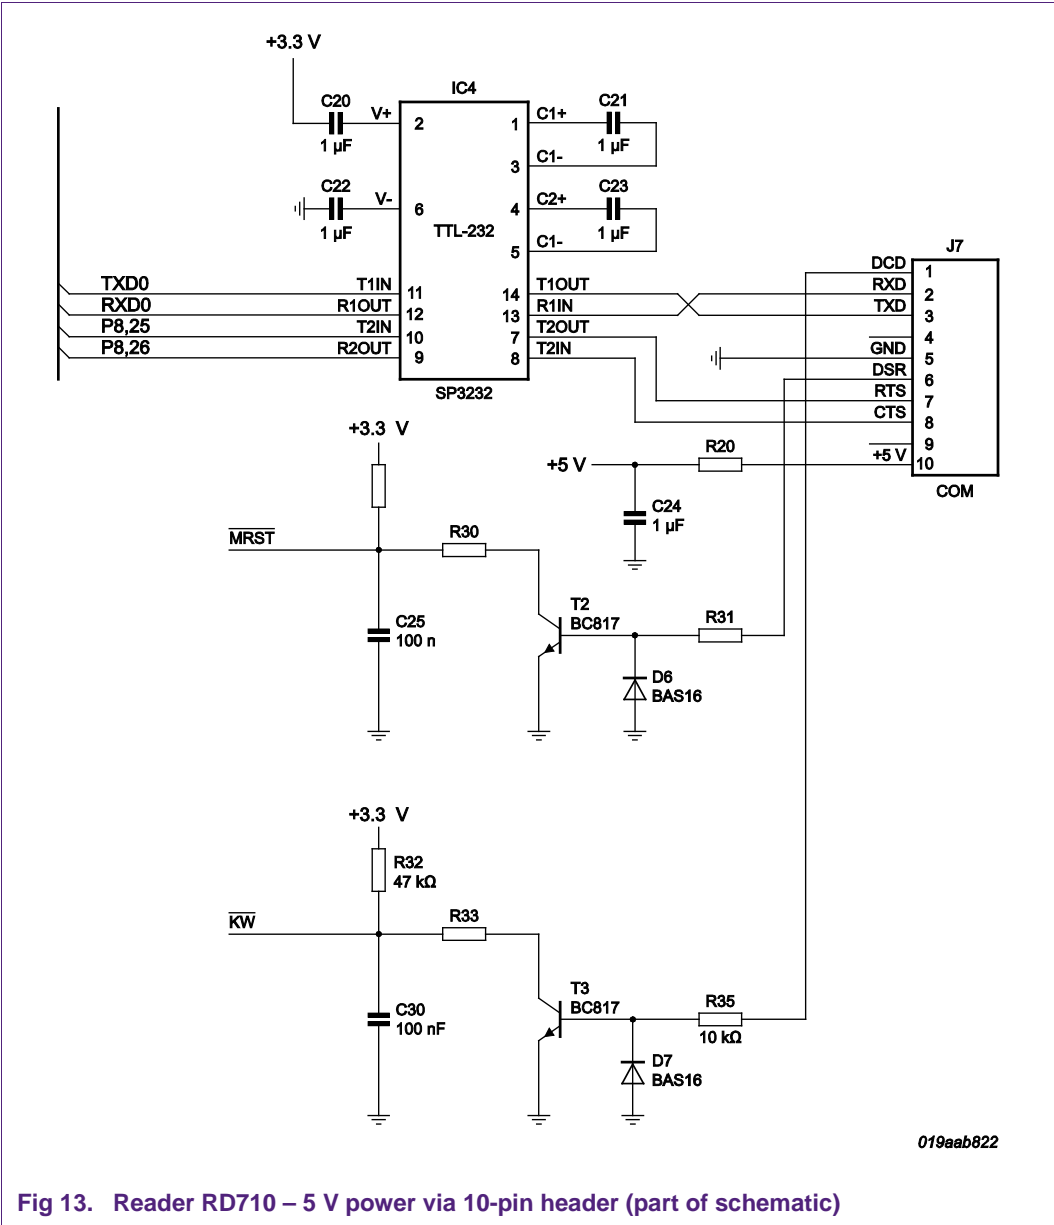 +3.3 V
IC4
C20
V+
2
1
C1+
C21
1 µF
1 µF
3
C1-
C22
V-
6
4
C2+
C23
1 µF
TTL-232
1 µF
5
C1-
J7
DCD
1
TXD0
T1IN
11
14
T1OUT
RXD
2
RXD0
R1OUT
12
13
R1IN
TXD
3
P8,25
T2IN
10
7
T2OUT
4
P8,26
R2OUT
9
8
T2IN
GND
5
DSR
6
SP3232
RTS
7
CTS
8
+3.3 V
9
+5 V
R20
+5 V
10
COM
C24
1 µF
MRST
R30
T2
BC817
C25
100 n
R31
D6
BAS16
+3.3 V
R32
47 kΩ
KW
R33
T3
BC817
C30
100 nF
R35
10 kΩ
D7
BAS16
019aab822
Fig 13. Reader RD710 – 5 V power via 10-pin header (part of schematic)